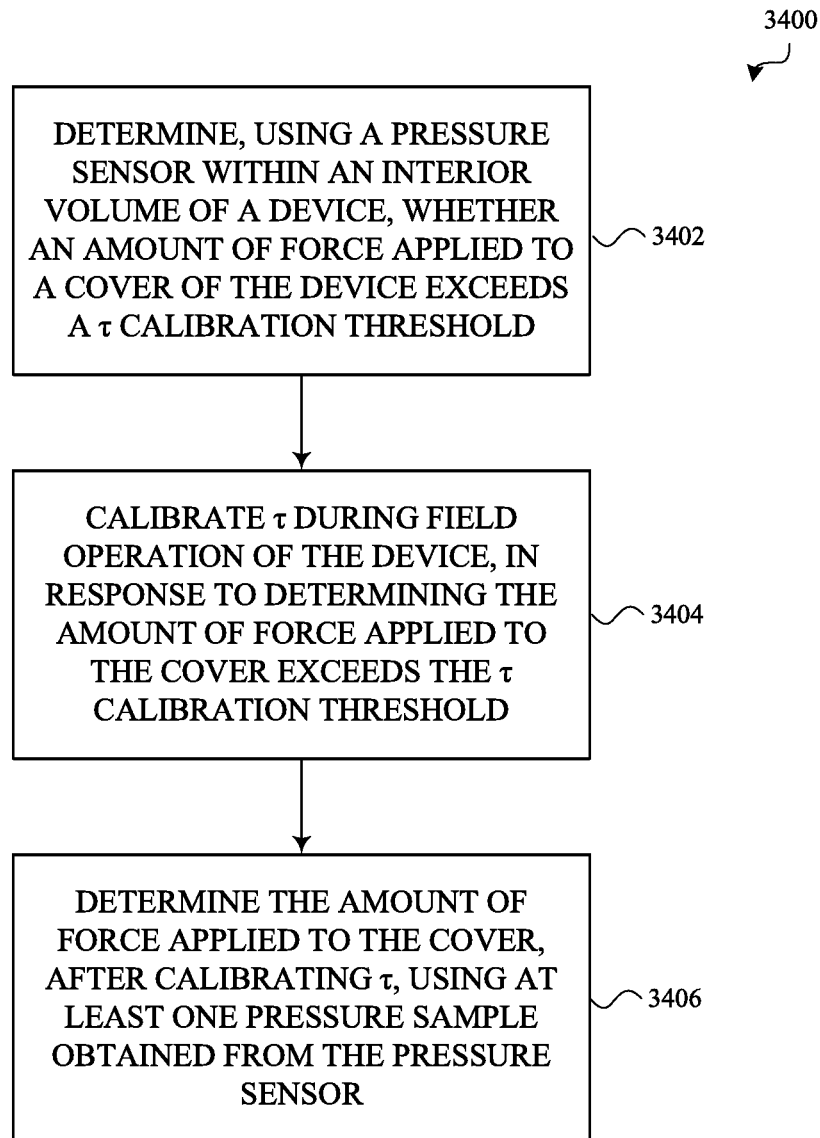 3400
DETERMINE, USING A PRESSURE
SENSOR WITHIN AN INTERIOR
VOLUME OF A DEVICE, WHETHER
AN AMOUNT OF FORCE APPLIED TO
A COVER OF THE DEVICE EXCEEDS
A τ CALIBRATION THRESHOLD
3402
CALIBRATE τ DURING FIELD
OPERATION OF THE DEVICE, IN
RESPONSE TO DETERMINING THE
AMOUNT OF FORCE APPLIED TO
THE COVER EXCEEDS THE τ
CALIBRATION THRESHOLD
3404
DETERMINE THE AMOUNT OF
FORCE APPLIED TO THE COVER,
AFTER CALIBRATING τ, USING AT
LEAST ONE PRESSURE SAMPLE
OBTAINED FROM THE PRESSURE
SENSOR
3406